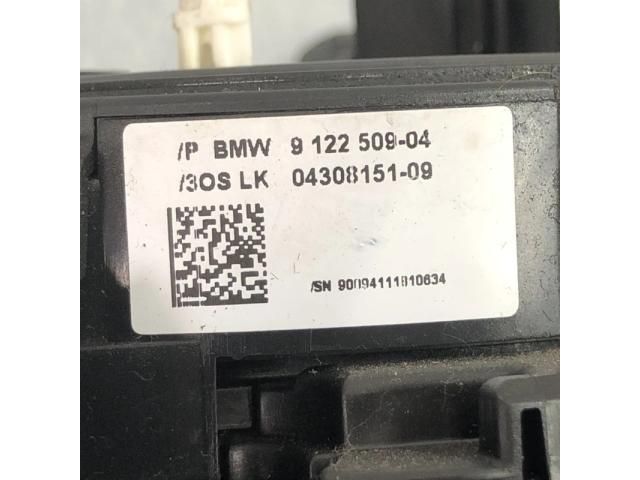 /P BMW 9 122 509-04
/3OS LK 04308151-09
/SN 90094111810634